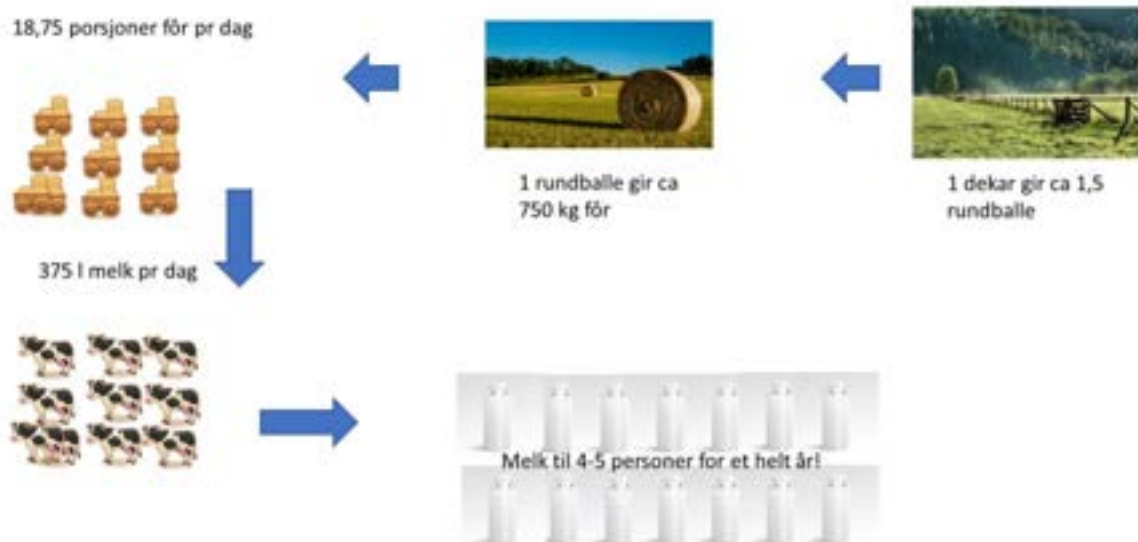 18,75 porsjoner fôr pr dag
1 rundballe gir ca
750 kg fôr
1 dekar gir ca 1,5
rundballe
375 l melk pr dag
Melk til 4-5 personer for et helt år!